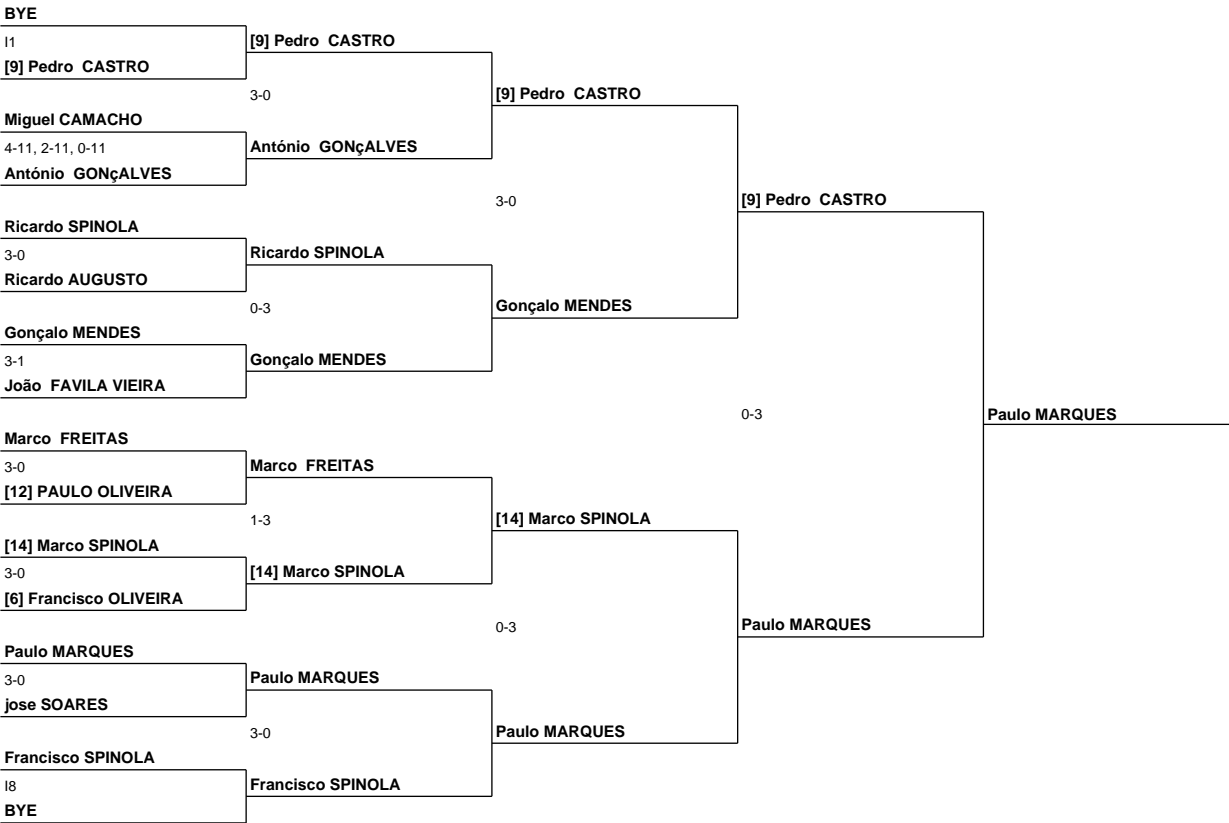 BYE
I1
[9] Pedro CASTRO
[9] Pedro CASTRO
3-0
[9] Pedro CASTRO
Miguel CAMACHO
4-11, 2-11, 0-11
António GONçALVES
António GONçALVES
3-0
[9] Pedro CASTRO
Ricardo SPINOLA
3-0
Ricardo AUGUSTO
Ricardo SPINOLA
0-3
Gonçalo MENDES
Gonçalo MENDES
3-1
João FAVILA VIEIRA
Gonçalo MENDES
0-3
Paulo MARQUES
Marco FREITAS
3-0
[12] PAULO OLIVEIRA
Marco FREITAS
1-3
[14] Marco SPINOLA
[14] Marco SPINOLA
3-0
[6] Francisco OLIVEIRA
[14] Marco SPINOLA
0-3
Paulo MARQUES
Paulo MARQUES
3-0
jose SOARES
Paulo MARQUES
3-0
Paulo MARQUES
Francisco SPINOLA
I8
BYE
Francisco SPINOLA